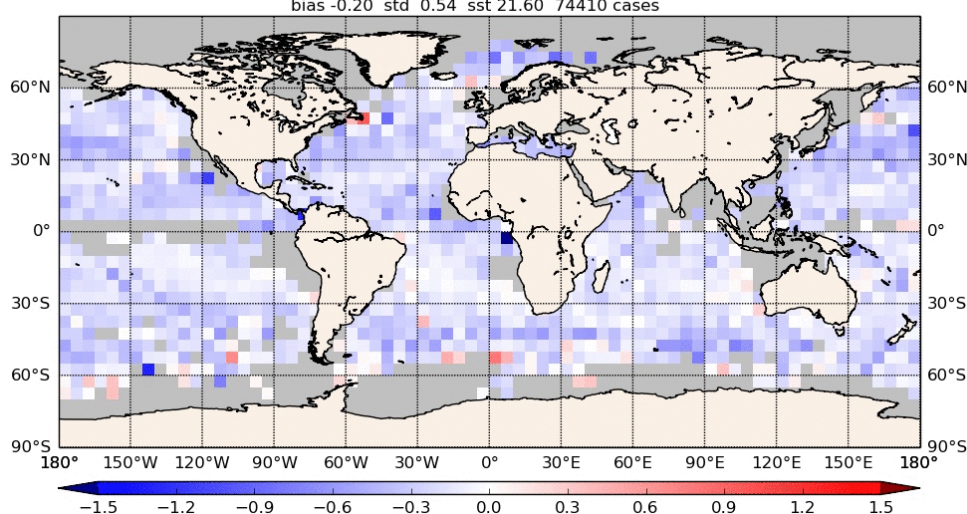 bias -0.20 std 0.54 sst 21.60 74410 cases
60°N 60°N
30°N 30°N
0° 0°
30°S 30°S
60°S 60°S
90°S 90°S
180° 150°W 120°W 90°W 60°W 30°W 0° 30°E 60°E 90°E 120°E 150°E 180°
−1.5 −1.2 −0.9 −0.6 −0.3 0.0 0.3 0.6 0.9 1.2 1.5